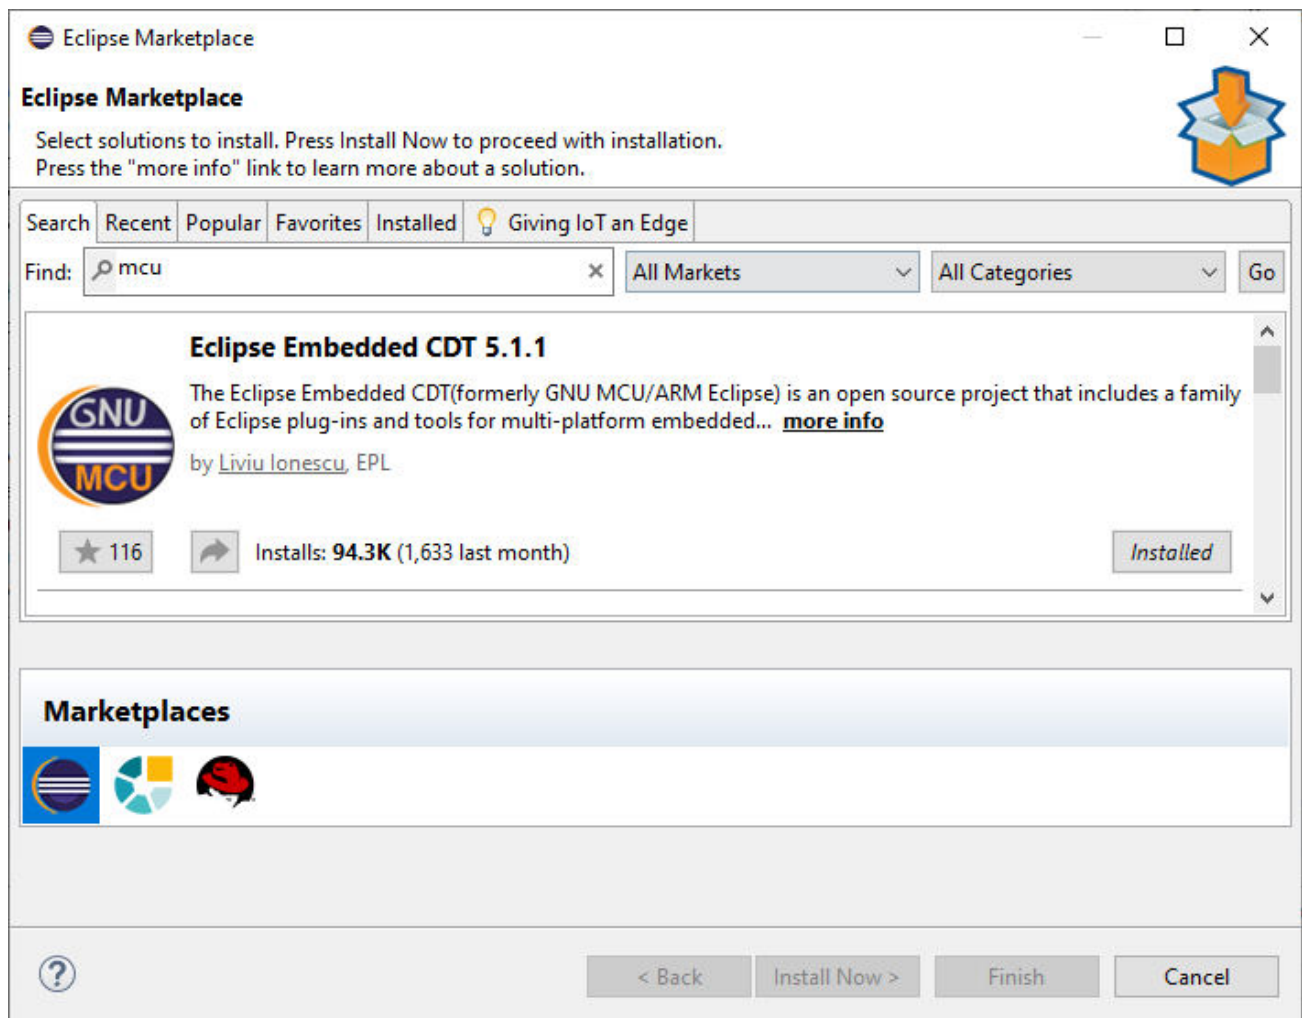 Eclipse Marketplace
Eclipse Marketplace
Select solutions to install. Press Install Now to proceed with installation.
Press the "more info" link to learn more about a solution.
Search Recent Popular Favorites Installed Giving IoT an Edge
Find: mcu All Markets All Categories Go
Eclipse Embedded CDT 5.1.1
The Eclipse Embedded CDT(formerly GNU MCU/ARM Eclipse) is an open source project that includes a family
of Eclipse plug-ins and tools for multi-platform embedded... more info
GNU
MCU
by Liviu Ionescu, EPL
116 Installs: 94.3K (1,633 last month) Installed
Marketplaces
? < Back Install Now > Finish Cancel